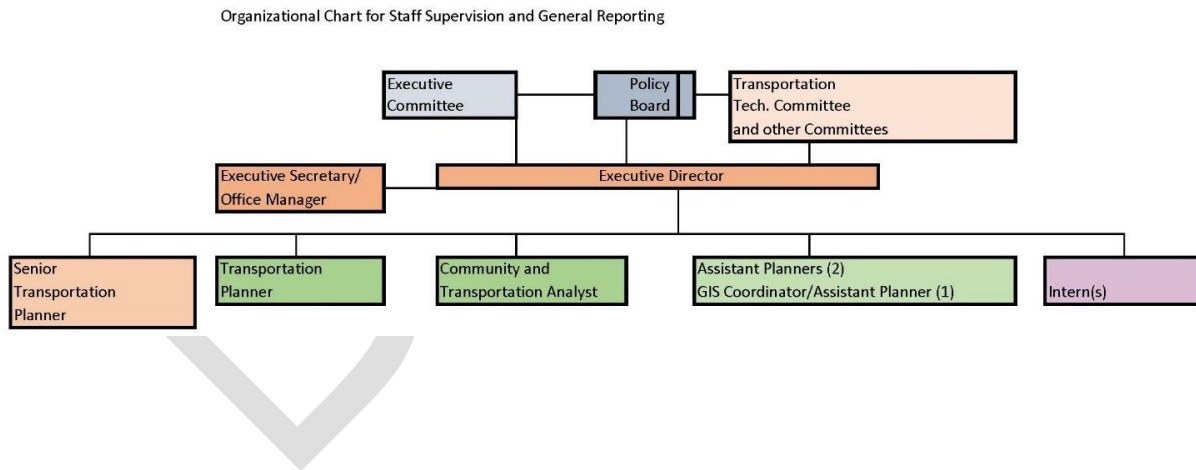 Organizational Chart for Staff Supervision and General Reporting
Executive
Committee
Policy
Board
Transportation
Tech. Committee
and other Committees
Executive Secretary/
Office Manager
Executive Director
Senior
Transportation
Planner
Transportation
Planner
Community and
Transportation Analyst
Assistant Planners (2)
GIS Coordinator/Assistant Planner (1)
Intern(s)